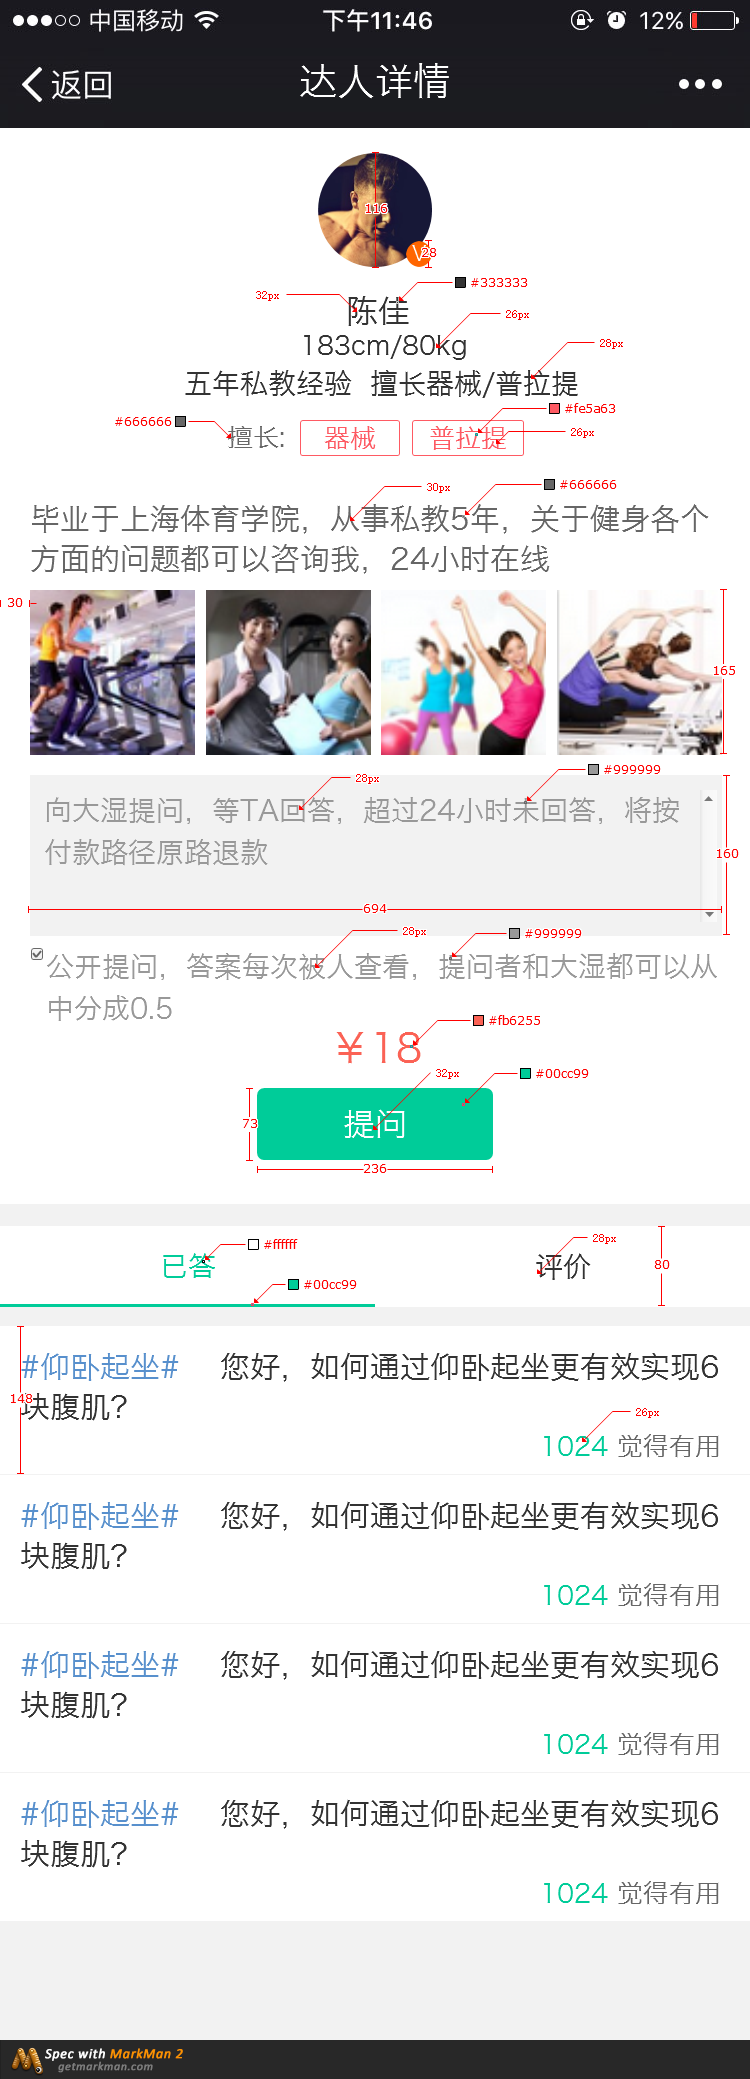 中国移动 下午11:46 12%
返回 达人详情
116
V 28
#333333
32px
陈佳
26px
183cm/80kg
28px
五年私教经验 擅长器械/普拉提
#fe5a63
#666666
擅长: 器械 普拉提
26px
30px
#666666
毕业于上海体育学院，从事私教5年，关于健身各个
方面的问题都可以咨询我，24小时在线
30
165
#999999
28px
向大湿提问，等TA回答，超过24小时未回答，将按
付款路径原路退款
160
694
28px
#999999
公开提问，答案每次被人查看，提问者和大湿都可以从
中分成0.5
#fb6255
￥18
32px
#00cc99
73
提问
236
#ffffff
28px
已答 评价
80
#00cc99
#仰卧起坐# 您好，如何通过仰卧起坐更有效实现6
块腹肌?
148
26px
1024 觉得有用
#仰卧起坐# 您好，如何通过仰卧起坐更有效实现6
块腹肌?
1024 觉得有用
#仰卧起坐# 您好，如何通过仰卧起坐更有效实现6
块腹肌?
1024 觉得有用
#仰卧起坐# 您好，如何通过仰卧起坐更有效实现6
块腹肌?
1024 觉得有用
Spec with MarkMan 2
getmarkman.com